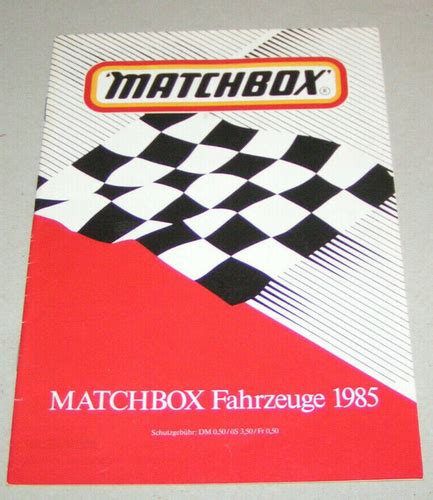 "MATCHBOX"®
MATCHBOX Fahrzeuge 1985
Schutzgebühr: DM 0,50 / öS 3,50 / Fr 0,50